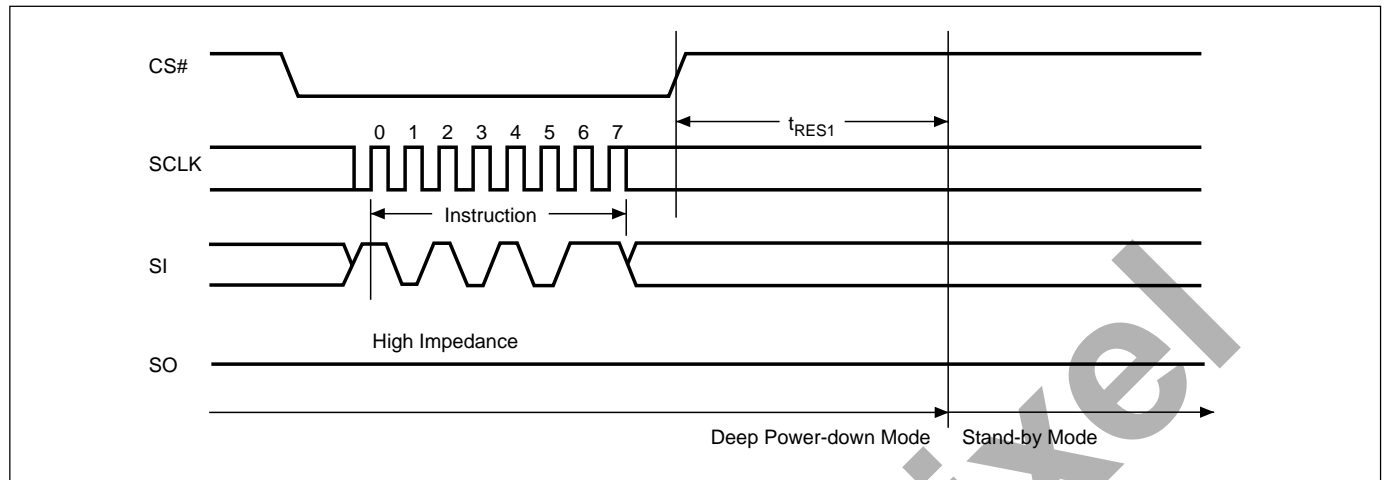 CS#
tRES1
0 1 2 3 4 5 6 7
SCLK
Instruction
SI
High Impedance
SO
Deep Power-down Mode Stand-by Mode
ixel